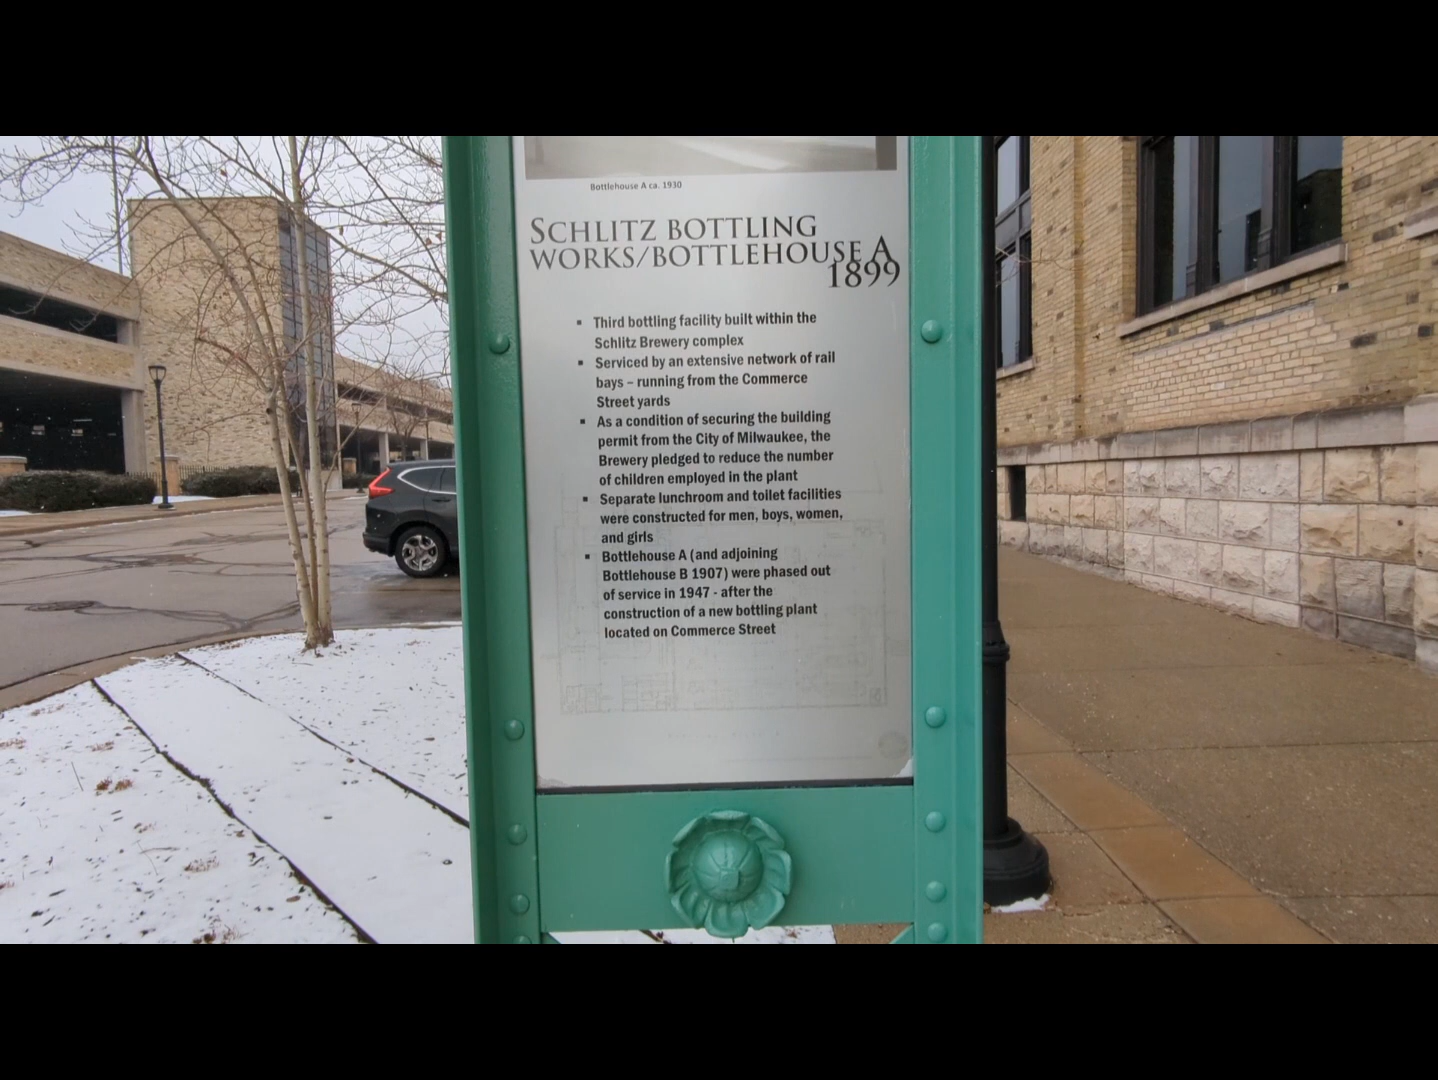 Bottlehouse A ca. 1930
SCHLITZ BOTTLING
WORKS/BOTTLEHOUSE A
1899
▪ Third bottling facility built within the
Schlitz Brewery complex
▪ Serviced by an extensive network of rail
bays – running from the Commerce
Street yards
▪ As a condition of securing the building
permit from the City of Milwaukee, the
Brewery pledged to reduce the number
of children employed in the plant
▪ Separate lunchroom and toilet facilities
were constructed for men, boys, women,
and girls
▪ Bottlehouse A (and adjoining
Bottlehouse B 1907) were phased out
of service in 1947 - after the
construction of a new bottling plant
located on Commerce Street